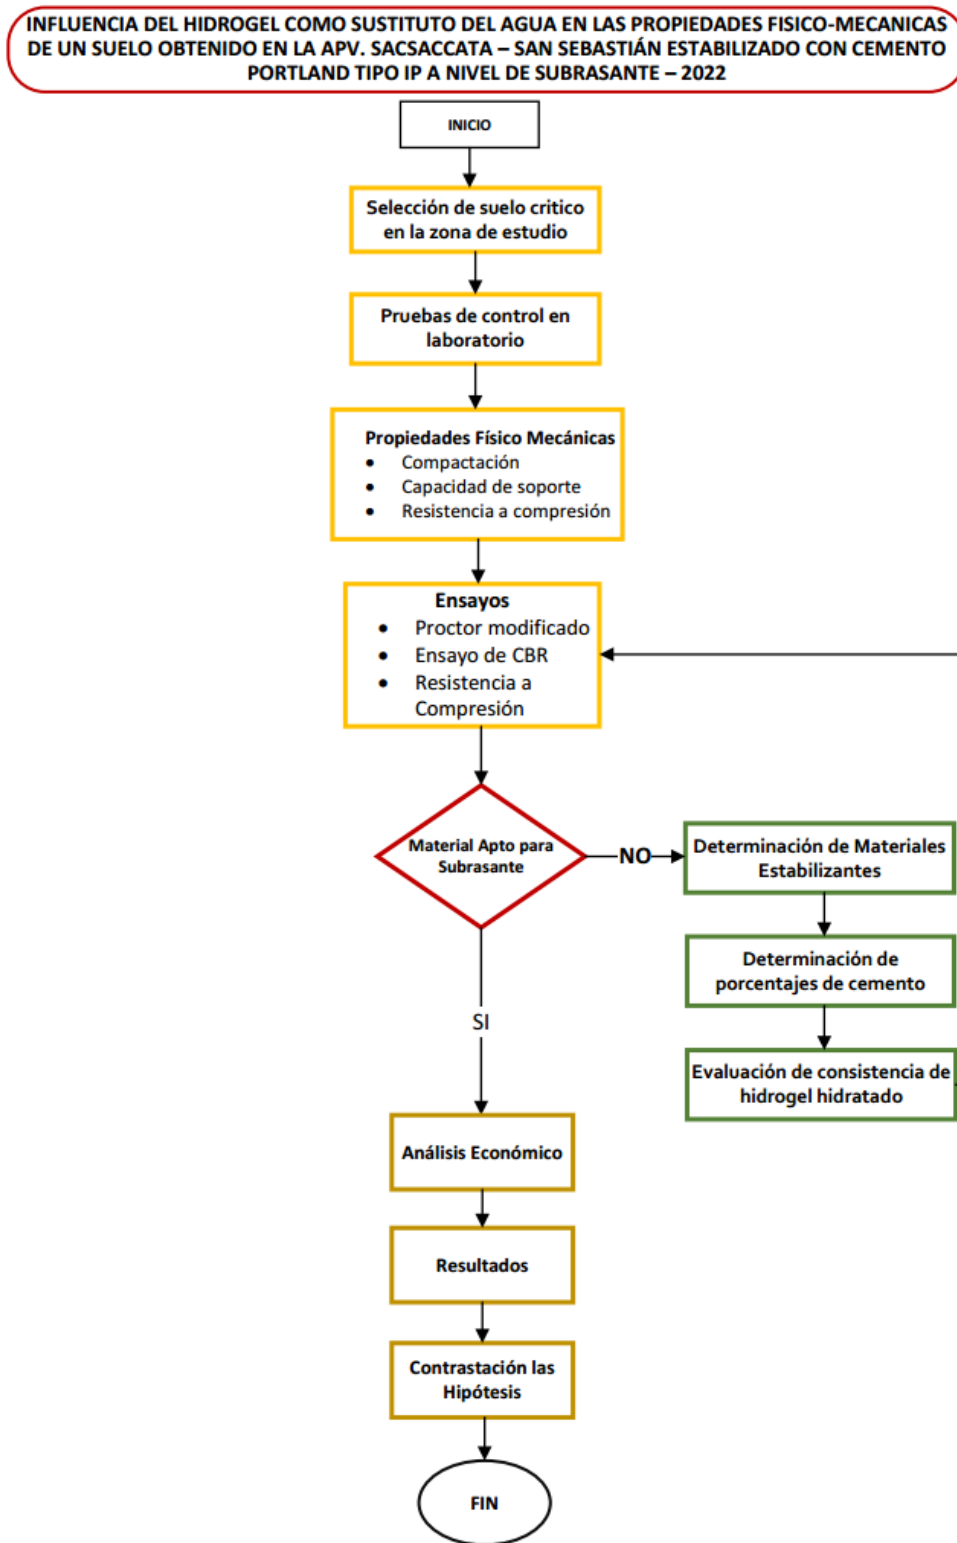 INFLUENCIA DEL HIDROGEL COMO SUSTITUTO DEL AGUA EN LAS PROPIEDADES FISICO-MECANICAS
DE UN SUELO OBTENIDO EN LA APV. SACSACCATA – SAN SEBASTIÁN ESTABILIZADO CON CEMENTO
PORTLAND TIPO IP A NIVEL DE SUBRASANTE – 2022
INICIO
Selección de suelo critico
en la zona de estudio
Pruebas de control en
laboratorio
Propiedades Físico Mecánicas
• Compactación
• Capacidad de soporte
• Resistencia a compresión
Ensayos
• Proctor modificado
• Ensayo de CBR
• Resistencia a
Compresión
Material Apto para
Subrasante
NO
Determinación de Materiales
Estabilizantes
Determinación de
porcentajes de cemento
Evaluación de consistencia de
hidrogel hidratado
SI
Análisis Económico
Resultados
Contrastación las
Hipótesis
FIN